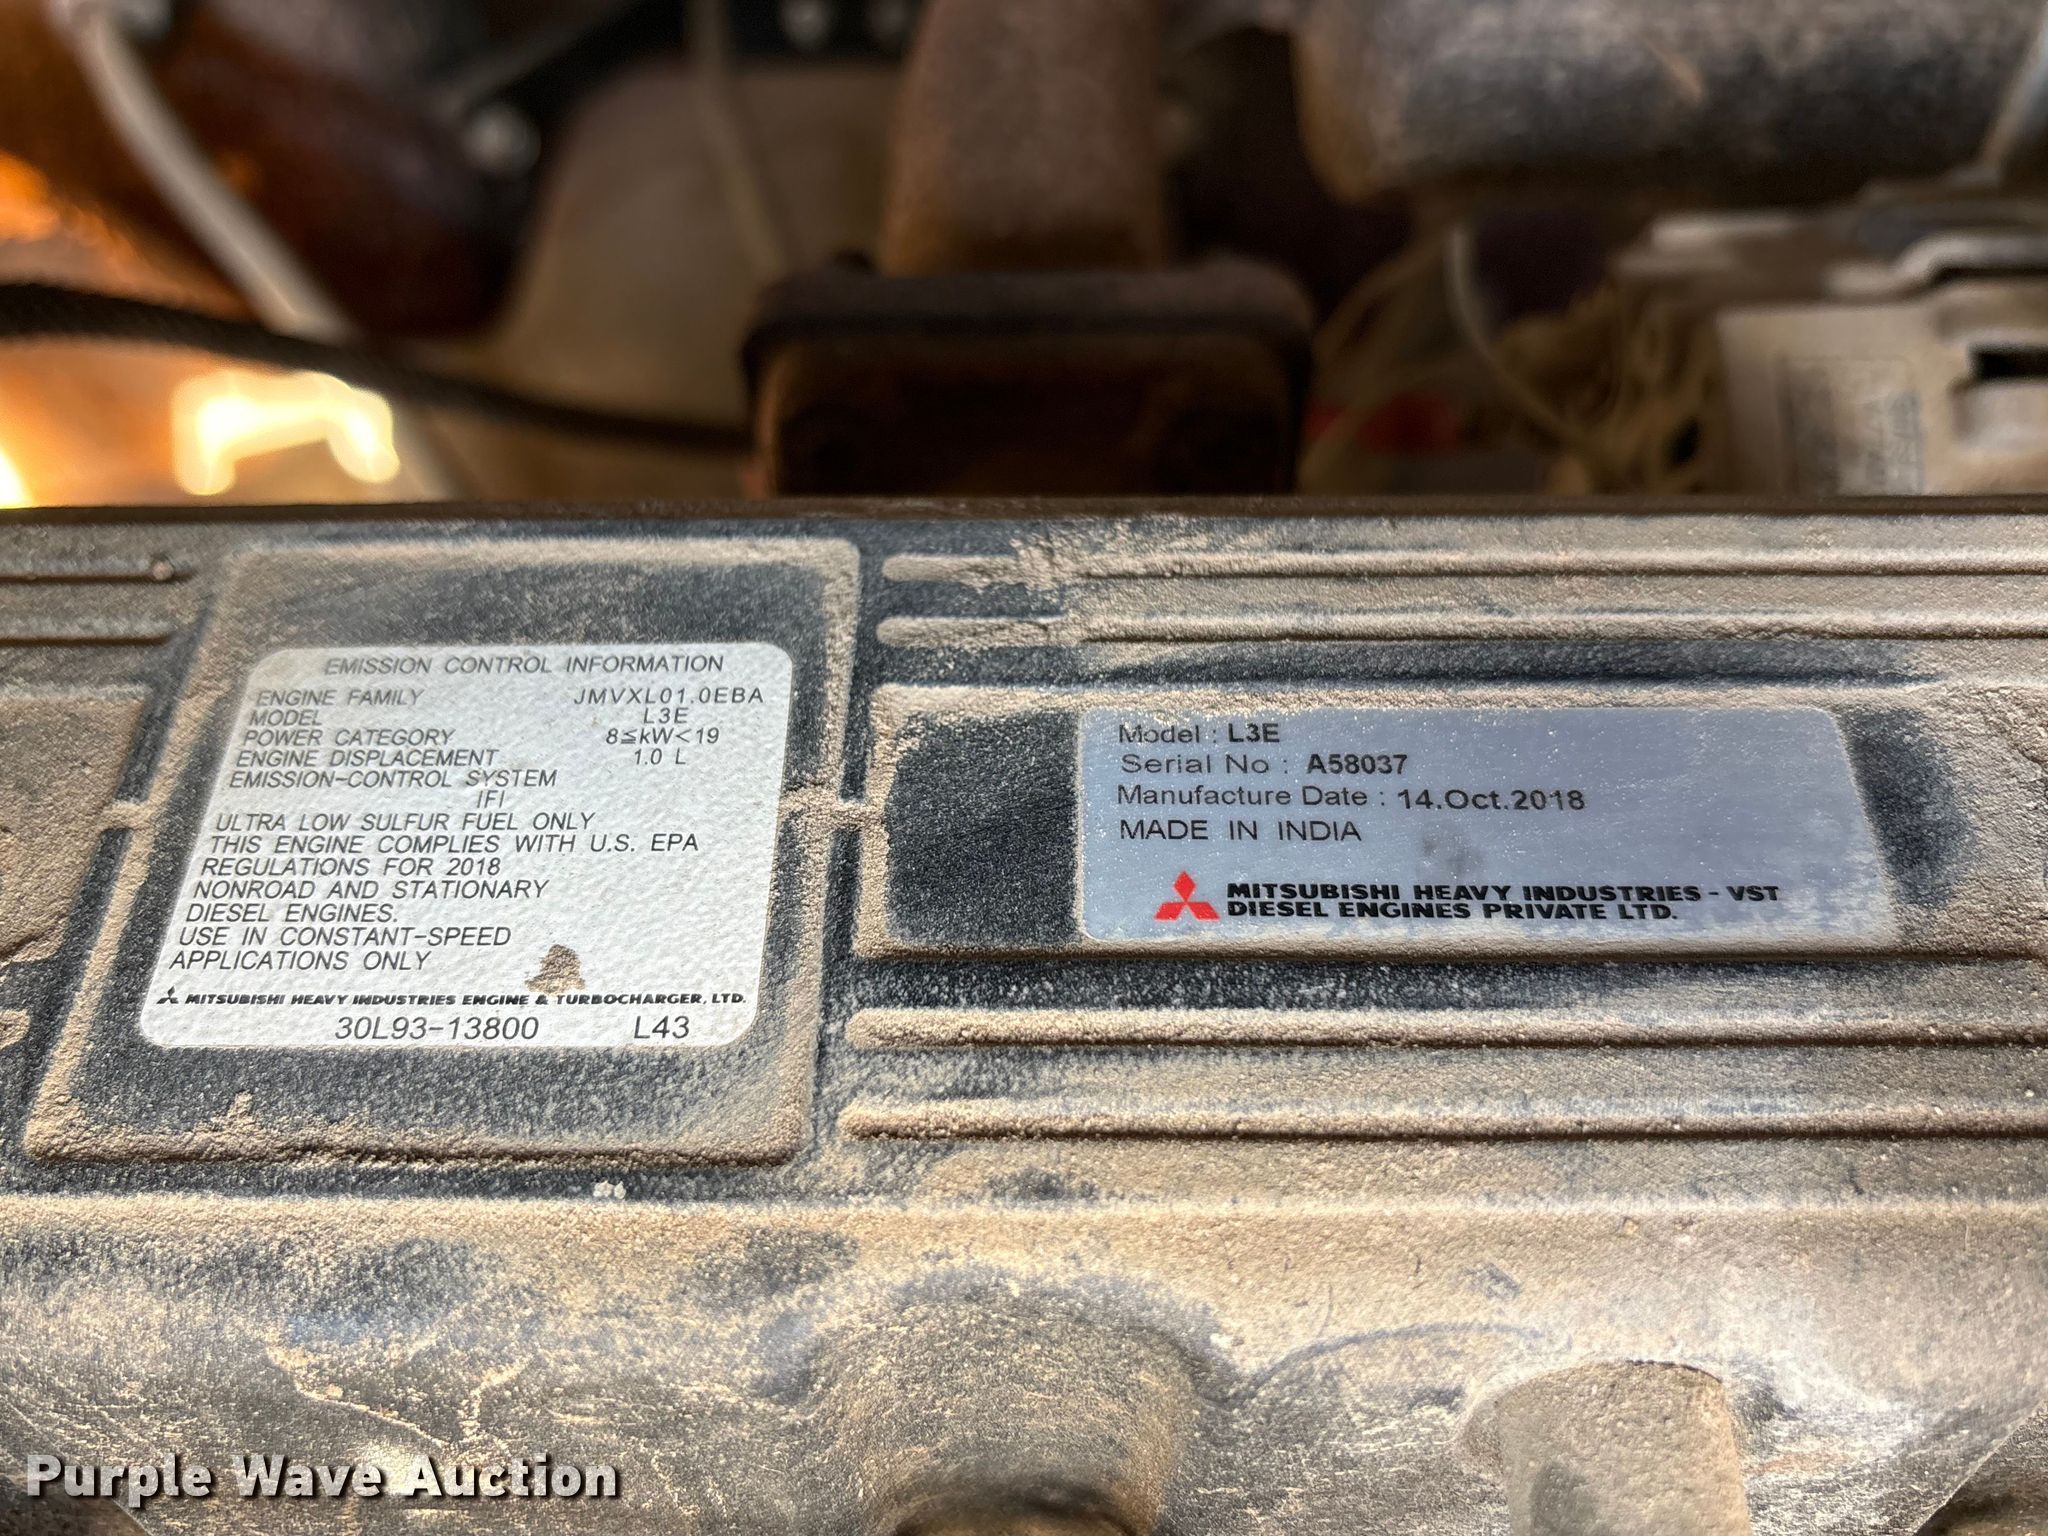 EMISSION CONTROL INFORMATION
ENGINE FAMILY JMVXL01.0EBA
MODEL L3E
POWER CATEGORY 8≦kW<19
ENGINE DISPLACEMENT 1.0 L
EMISSION-CONTROL SYSTEM
IFI
ULTRA LOW SULFUR FUEL ONLY
THIS ENGINE COMPLIES WITH U.S. EPA
REGULATIONS FOR 2018
NONROAD AND STATIONARY
DIESEL ENGINES.
USE IN CONSTANT-SPEED
APPLICATIONS ONLY
MITSUBISHI HEAVY INDUSTRIES ENGINE & TURBOCHARGER, LTD.
30L93-13800 L43
Model : L3E
Serial No : A58037
Manufacture Date : 14.Oct.2018
MADE IN INDIA
MITSUBISHI HEAVY INDUSTRIES - VST
DIESEL ENGINES PRIVATE LTD.
Purple Wave Auction